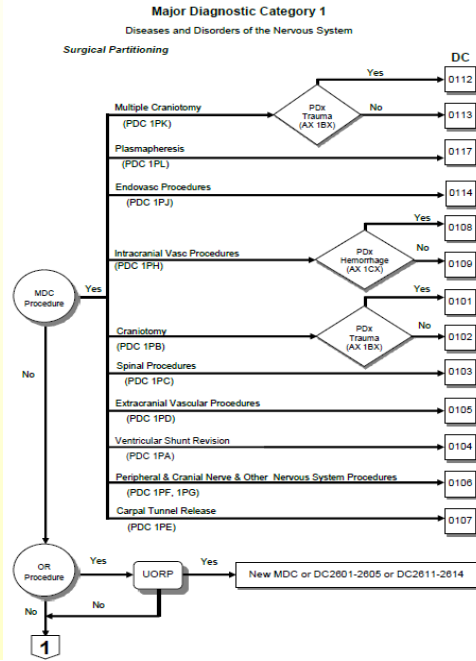 Major Diagnostic Category 1
Diseases and Disorders of the Nervous System
Surgical Partitioning
DC
Yes
0112
Multiple Craniotomy
(PDC 1PK)
PDx
Trauma
(AX 1BX)
No
0113
Plasmapheresis
(PDC 1PL)
0117
Endovasc Procedures
(PDC 1PJ)
0114
Yes
0108
Intracranial Vasc Procedures
(PDC 1PH)
PDx
Hemorrhage
(AX 1CX)
No
0109
MDC
Procedure
Yes
Yes
0101
Craniotomy
(PDC 1PB)
PDx
Trauma
(AX 1BX)
No
0102
Spinal Procedures
(PDC 1PC)
0103
No
Extracranial Vascular Procedures
(PDC 1PD)
0105
Ventricular Shunt Revision
(PDC 1PA)
0104
Peripheral & Cranial Nerve & Other Nervous System Procedures
(PDC 1PF, 1PG)
0106
Carpal Tunnel Release
(PDC 1PE)
0107
OR
Procedure
Yes
UORP
Yes
New MDC or DC2601-2605 or DC2611-2614
No
No
1